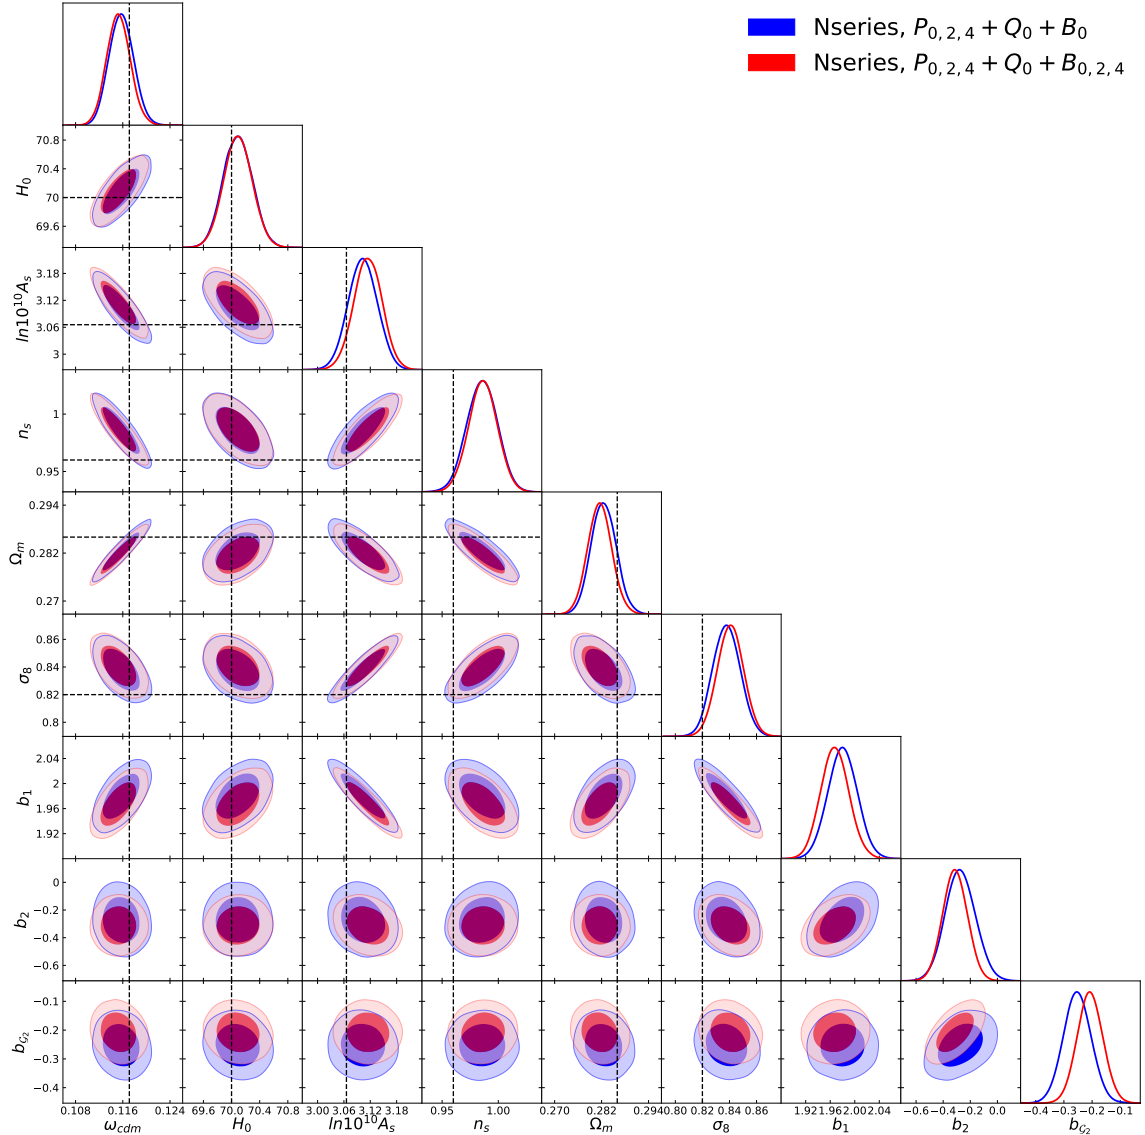 Nseries, P₀,₂,₄ + Q₀ + B₀
Nseries, P₀,₂,₄ + Q₀ + B₀,₂,₄
70.8
70.4
70
69.6
H₀
3.18
3.12
3.06
3
ln10¹⁰Aₛ
1
0.95
nₛ
0.294
0.282
0.27
Ωₘ
0.86
0.84
0.82
0.8
σ₈
2.04
2
1.96
1.92
b₁
0
−0.2
−0.4
−0.6
b₂
−0.1
−0.2
−0.3
−0.4
b_𝒢₂
0.108 0.116 0.124 69.6 70.0 70.4 70.8 3.00 3.06 3.12 3.18 0.95 1.00 0.270 0.282 0.294 0.80 0.82 0.84 0.86 1.92 1.96 2.00 2.04 −0.6 −0.4 −0.2 0.0 −0.4 −0.3 −0.2 −0.1
ω_cdm H₀ ln10¹⁰Aₛ nₛ Ωₘ σ₈ b₁ b₂ b_𝒢₂